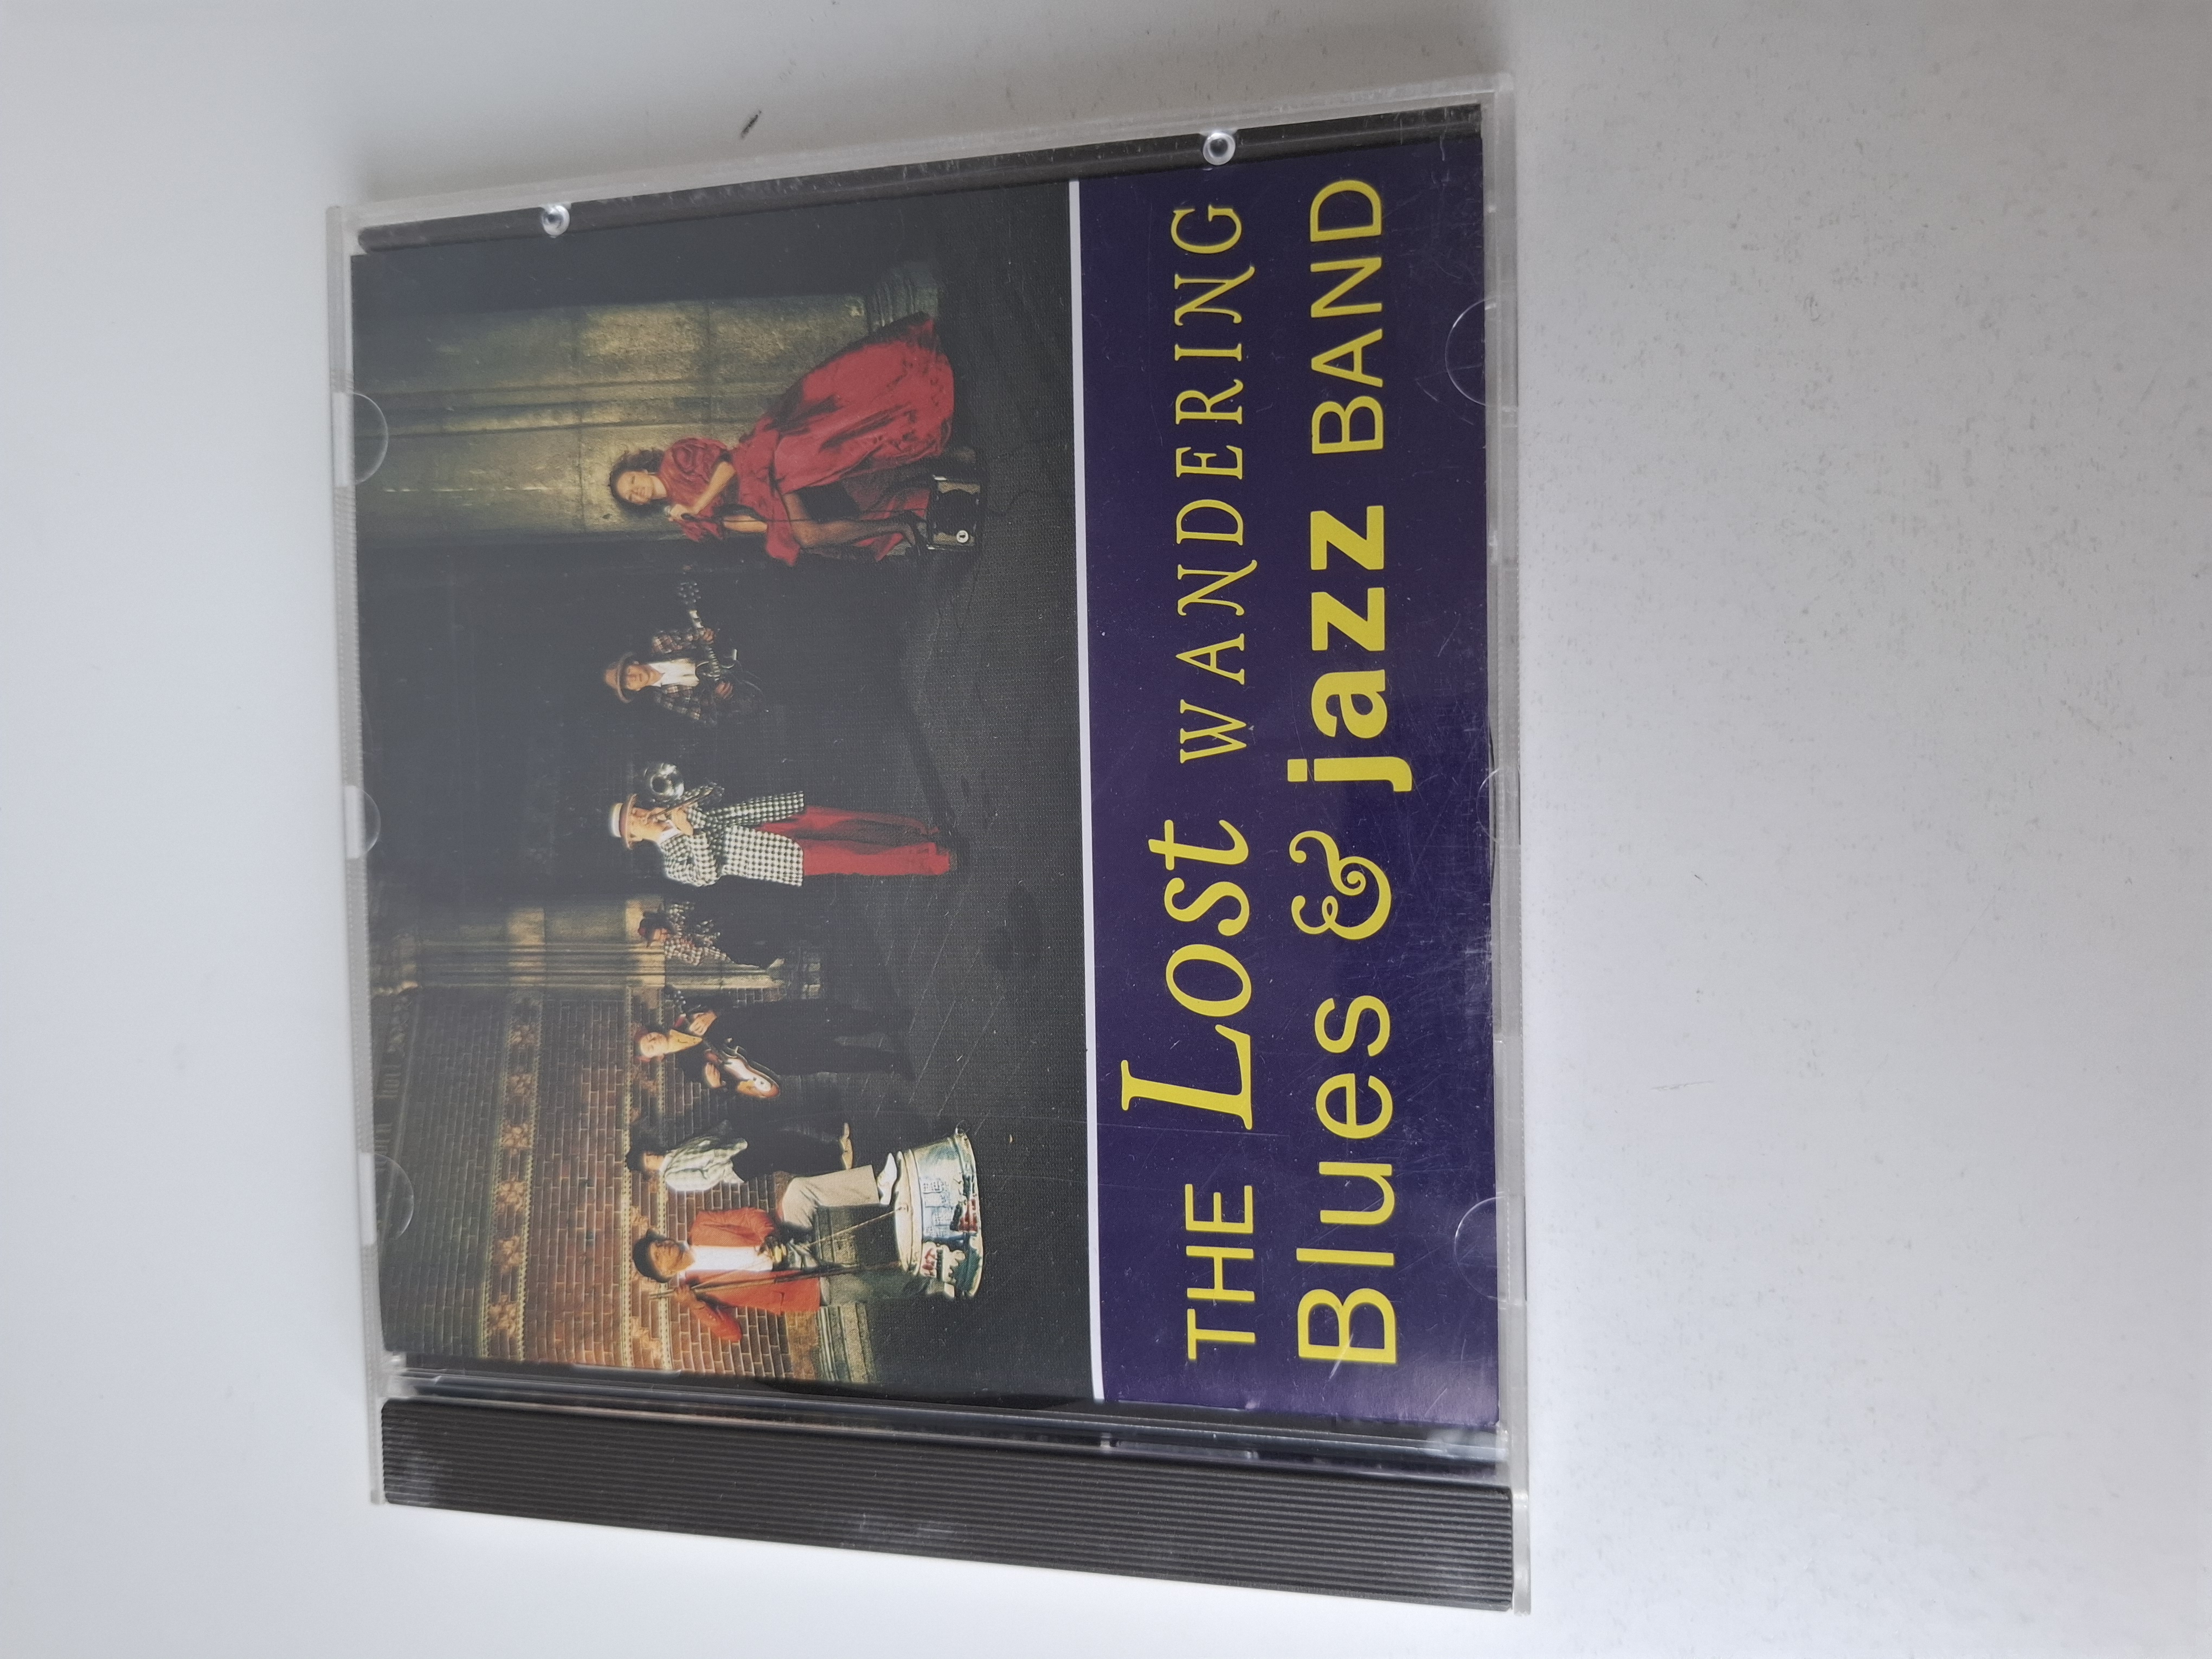 THE Lost WANDERING
Blues & jazz BAND